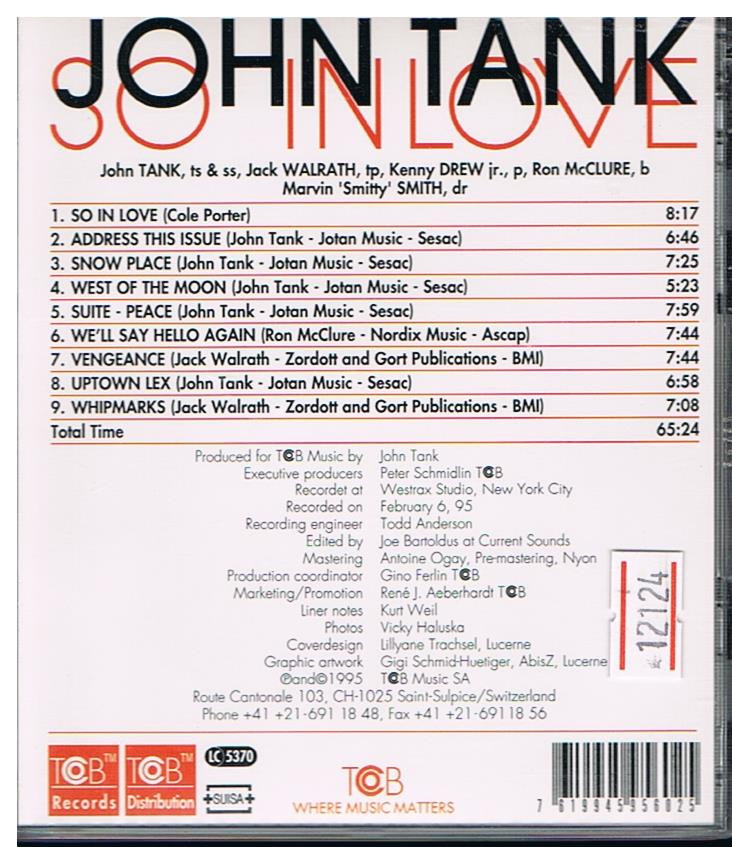 JOHN TANK
SO IN LOVE
John TANK, ts & ss, Jack WALRATH, tp, Kenny DREW jr., p, Ron McCLURE, b
Marvin 'Smitty' SMITH, dr
1. SO IN LOVE (Cole Porter) 8:17
2. ADDRESS THIS ISSUE (John Tank - Jotan Music - Sesac) 6:46
3. SNOW PLACE (John Tank - Jotan Music - Sesac) 7:25
4. WEST OF THE MOON (John Tank - Jotan Music - Sesac) 5:23
5. SUITE - PEACE (John Tank - Jotan Music - Sesac) 7:59
6. WE'LL SAY HELLO AGAIN (Ron McClure - Nordix Music - Ascap) 7:44
7. VENGEANCE (Jack Walrath - Zordott and Gort Publications - BMI) 7:44
8. UPTOWN LEX (John Tank - Jotan Music - Sesac) 6:58
9. WHIPMARKS (Jack Walrath - Zordott and Gort Publications - BMI) 7:08
Total Time 65:24
Produced for TCB Music by John Tank
Executive producers Peter Schmidlin TCB
Recordet at Westrax Studio, New York City
Recorded on February 6, 95
Recording engineer Todd Anderson
Edited by Joe Bartoldus at Current Sounds
Mastering Antoine Ogay, Pre-mastering, Nyon
Production coordinator Gino Ferlin TCB
Marketing/Promotion René J. Aeberhardt TCB
Liner notes Kurt Weil
Photos Vicky Haluska
Coverdesign Lillyane Trachsel, Lucerne
Graphic artwork Gigi Schmid-Huetiger, AbisZ, Lucerne
℗and©1995 TCB Music SA
Route Cantonale 103, CH-1025 Saint-Sulpice/Switzerland
Phone +41 +21-691 18 48, Fax +41 +21-69118 56
12124
TCB™ Records
TCB™ Distribution
LC 5370
SUISA
TCB
WHERE MUSIC MATTERS
7 619945 956025